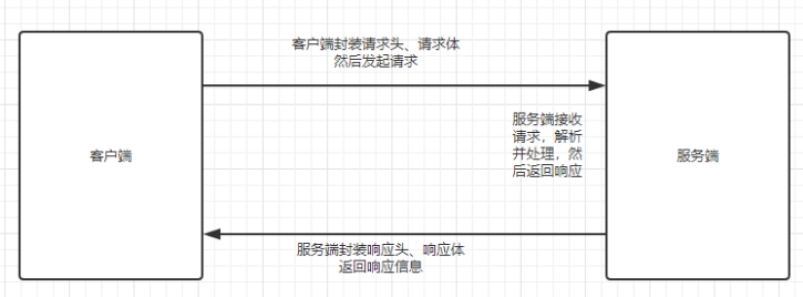 客户端封装请求头、请求体
然后发起请求
客户端
服务端接收
请求，解析
并处理，然
后返回响应
服务端
服务端封装响应头、响应体
返回响应信息